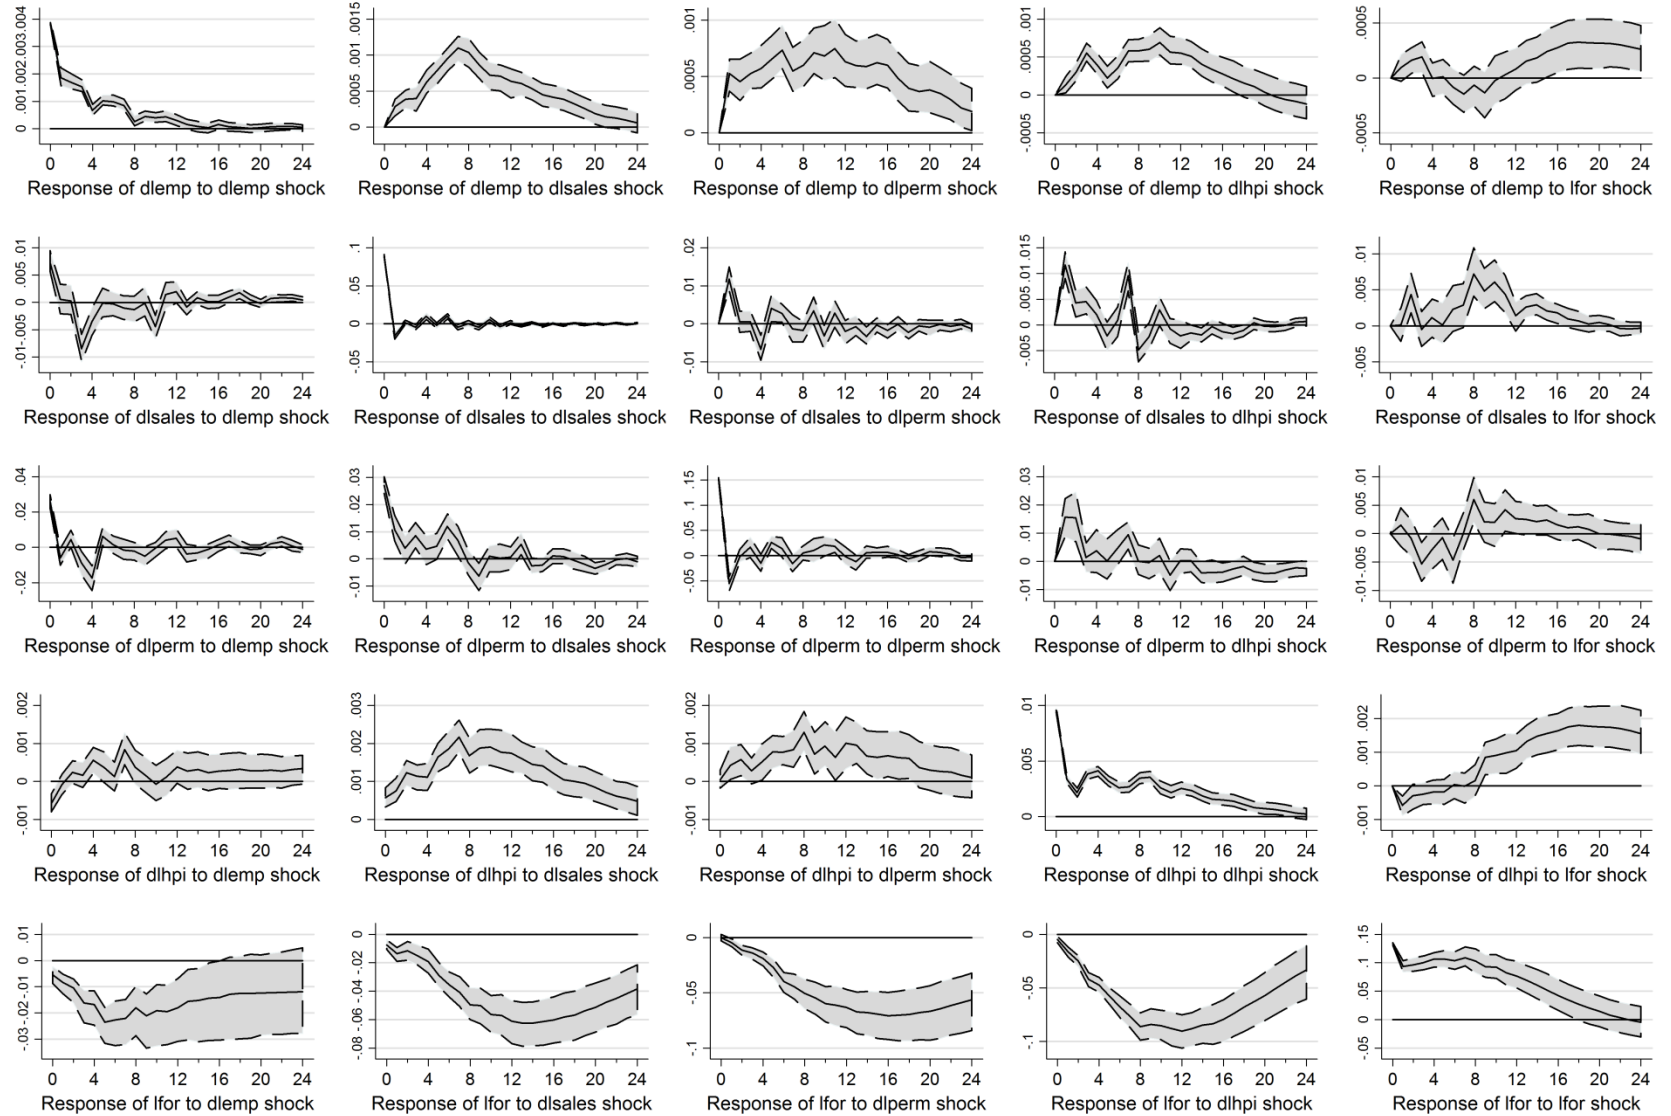 0 .001 .002 .003 .004
0 .0005 .001 .0015
0 .0005 .001
-.0005 0 .0005 .001
-.0005 0 .0005
0 4 8 12 16 20 24
0 4 8 12 16 20 24
0 4 8 12 16 20 24
0 4 8 12 16 20 24
0 4 8 12 16 20 24
Response of dlemp to dlemp shock
Response of dlemp to dlsales shock
Response of dlemp to dlperm shock
Response of dlemp to dlhpi shock
Response of dlemp to lfor shock
-.01 -.005 0 .005 .01
-.05 0 .05 .1
-.01 0 .01 .02
-.005 0 .005 .01 .015
-.005 0 .005 .01
0 4 8 12 16 20 24
0 4 8 12 16 20 24
0 4 8 12 16 20 24
0 4 8 12 16 20 24
0 4 8 12 16 20 24
Response of dlsales to dlemp shock
Response of dlsales to dlsales shock
Response of dlsales to dlperm shock
Response of dlsales to dlhpi shock
Response of dlsales to lfor shock
-.02 0 .02 .04
-.01 0 .01 .02 .03
-.05 0 .05 .1 .15
-.01 0 .01 .02 .03
-.01 -.005 0 .005 .01
0 4 8 12 16 20 24
0 4 8 12 16 20 24
0 4 8 12 16 20 24
0 4 8 12 16 20 24
0 4 8 12 16 20 24
Response of dlperm to dlemp shock
Response of dlperm to dlsales shock
Response of dlperm to dlperm shock
Response of dlperm to dlhpi shock
Response of dlperm to lfor shock
-.001 0 .001 .002
0 .001 .002 .003
-.001 0 .001 .002
0 .005 .01
-.001 0 .001 .002
0 4 8 12 16 20 24
0 4 8 12 16 20 24
0 4 8 12 16 20 24
0 4 8 12 16 20 24
0 4 8 12 16 20 24
Response of dlhpi to dlemp shock
Response of dlhpi to dlsales shock
Response of dlhpi to dlperm shock
Response of dlhpi to dlhpi shock
Response of dlhpi to lfor shock
-.03 -.02 -.01 0 .01
-.08 -.06 -.04 -.02 0
-.1 -.05 0
-.1 -.05 0
-.05 0 .05 .1 .15
0 4 8 12 16 20 24
0 4 8 12 16 20 24
0 4 8 12 16 20 24
0 4 8 12 16 20 24
0 4 8 12 16 20 24
Response of lfor to dlemp shock
Response of lfor to dlsales shock
Response of lfor to dlperm shock
Response of lfor to dlhpi shock
Response of lfor to lfor shock